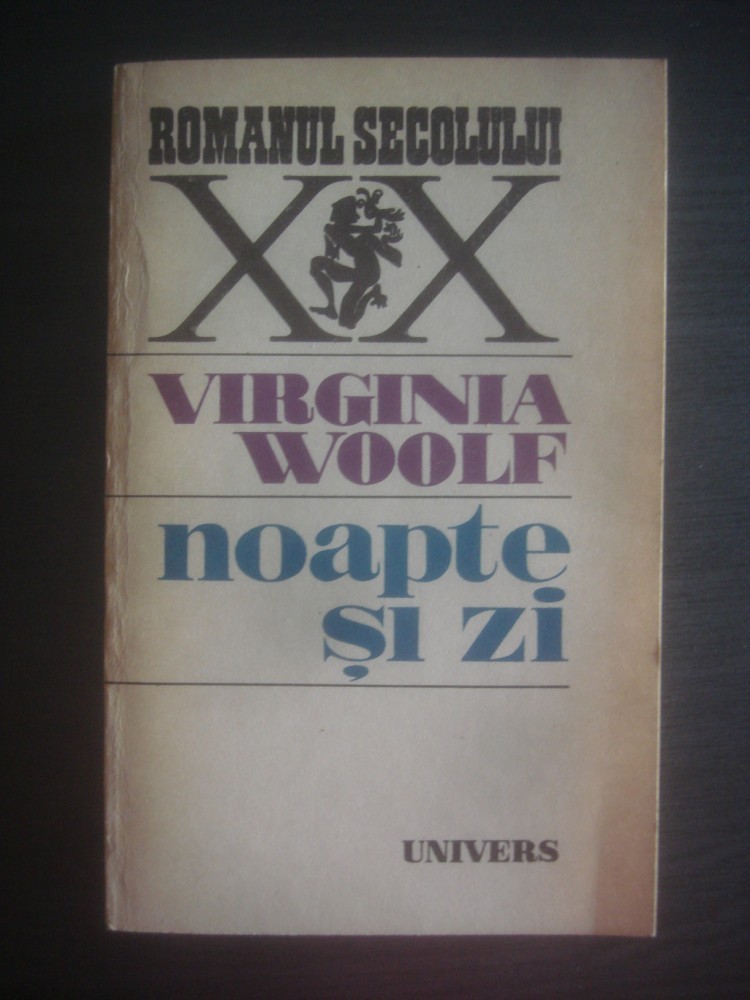 ROMANUL SECOLULUI
XX
VIRGINIA
WOOLF
noapte
și zi
UNIVERS